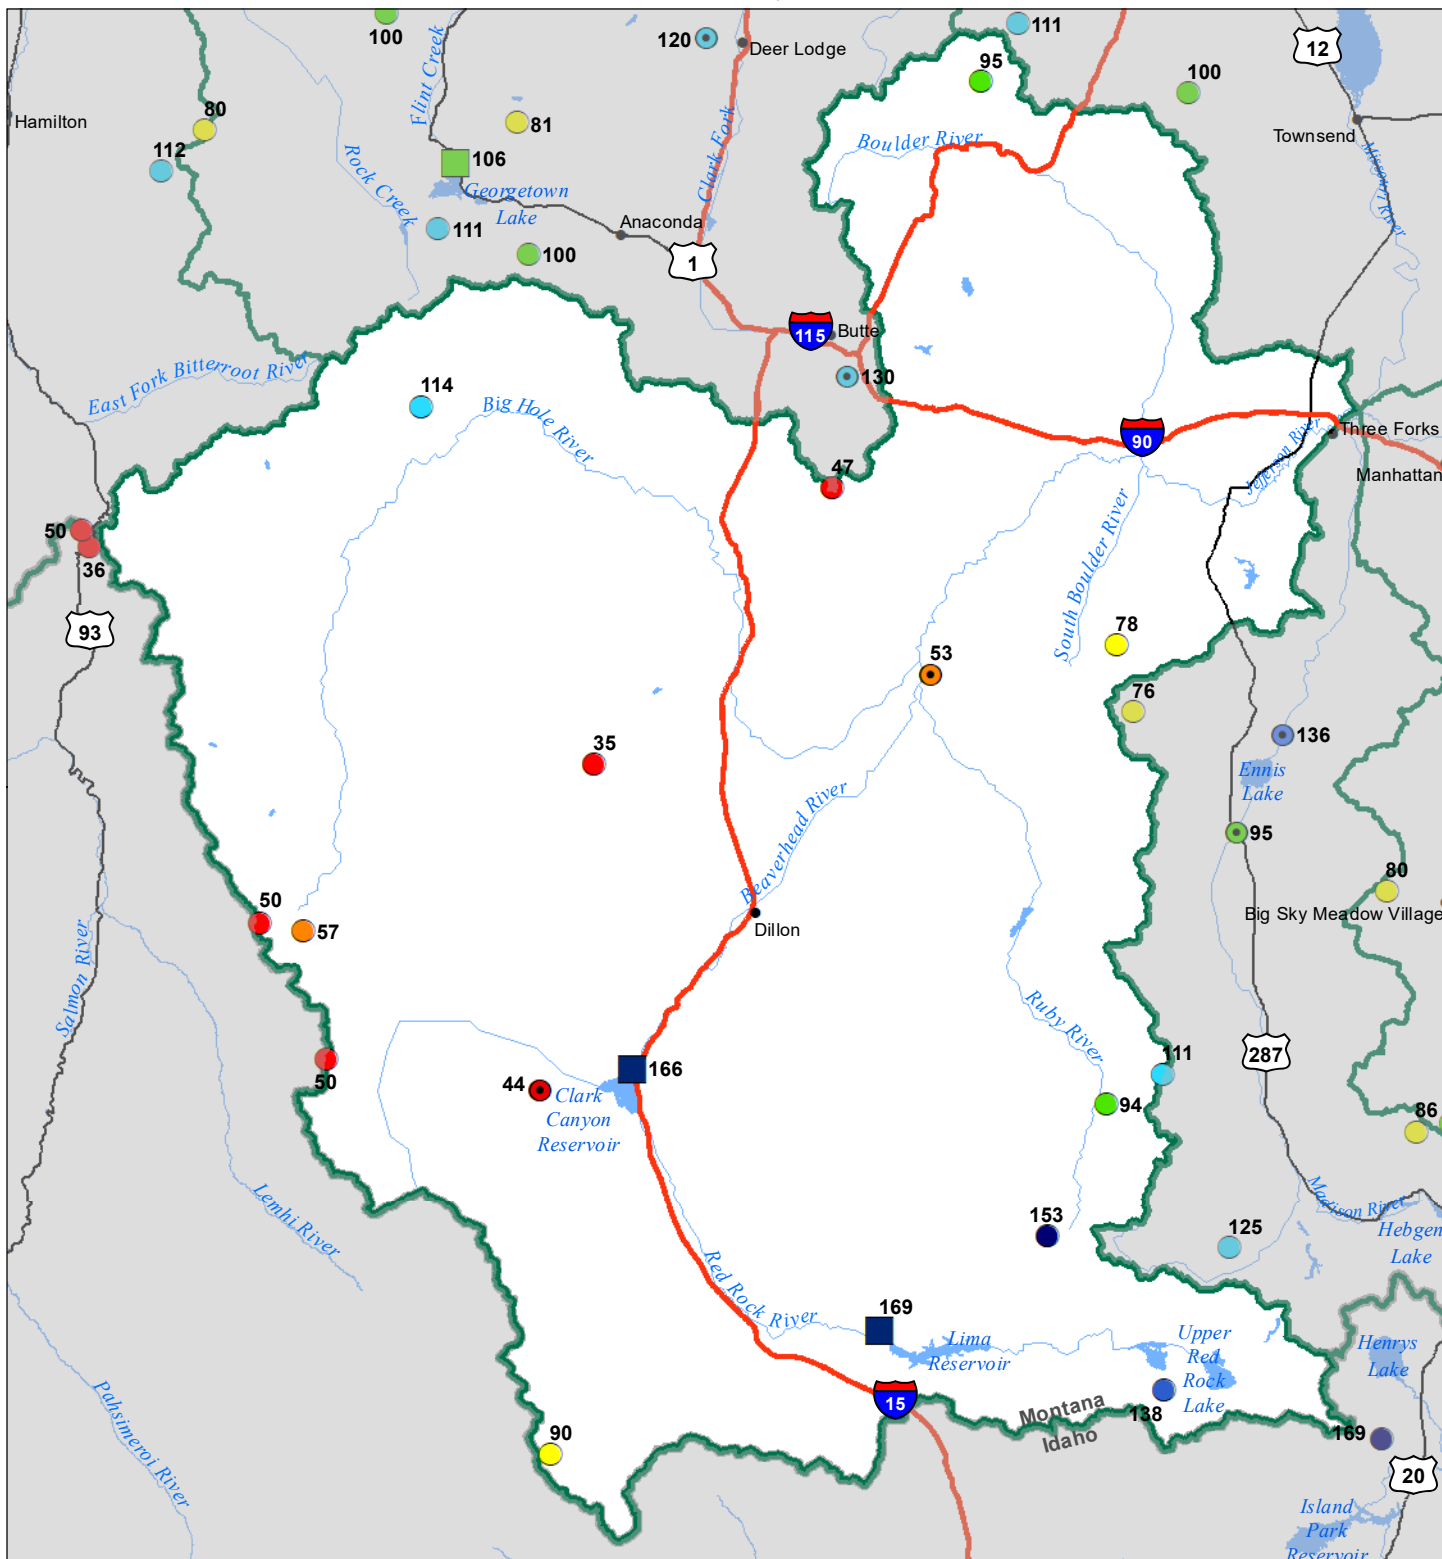 100
120
Deer Lodge
111
12
95
100
Hamilton
80
81
Flint Creek
Clark Fork
Boulder River
Townsend
112
106
Rock Creek
Georgetown
Lake
Missouri River
111
Anaconda
100
1
115
Butte
130
East Fork Bitterroot River
114
Big Hole River
90
Three Forks
Jefferson River
Manhattan
47
50
36
South Boulder River
93
78
53
76
136
35
Ennis
Lake
Beaverhead River
95
80
50
57
Dillon
Big Sky Meadow Village
Salmon River
Ruby River
287
111
166
50
44
Clark
Canyon
Reservoir
94
86
Lemhi River
Madison River
153
125
Hebgen
Lake
Red Rock River
169
Lima
Reservoir
Upper
Red
Rock
Lake
Henrys
Lake
15
Montana
Idaho
138
Pahsimeroi River
90
169
20
Island
Park
Reservoir